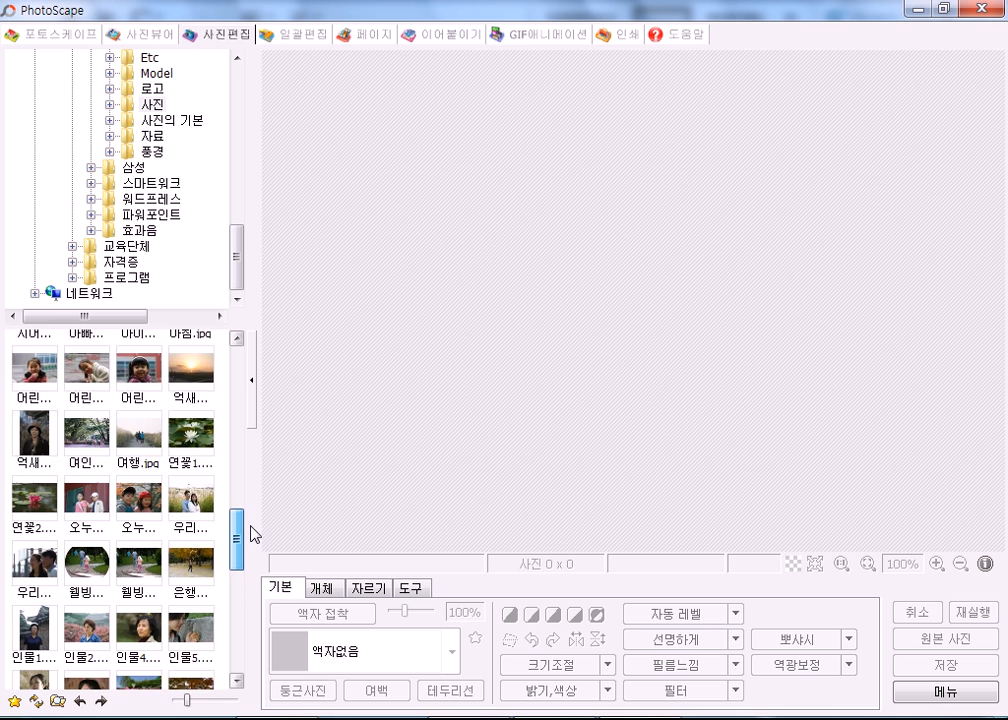 PhotoScape
포토스케이프 사진뷰어 사진편집 일괄편집 페이지 이어붙이기 GIF애니메이션 인쇄 도움말
Etc
Model
로고
사진
사진의 기본
자료
풍경
삼성
스마트워크
워드프레스
파워포인트
효과음
교육단체
자격증
프로그램
네트워크
아빠... 아이... 아침.jpg
어린... 어린... 어린... 억새...
억새... 여인... 여행.jpg 연꽃1....
연꽃2.... 오누... 오누... 우리...
우리... 웰빙... 웰빙... 은행...
인물1.... 인물2.... 인물4.... 인물5....
사진 0 x 0 100%
기본 개체 자르기 도구
액자 접착 100% 자동 레벨 취소 재실행
액자없음 선명하게 뽀샤시 원본 사진
크기조절 필름느낌 역광보정 저장
둥근사진 여백 테두리선 밝기,색상 필터 메뉴